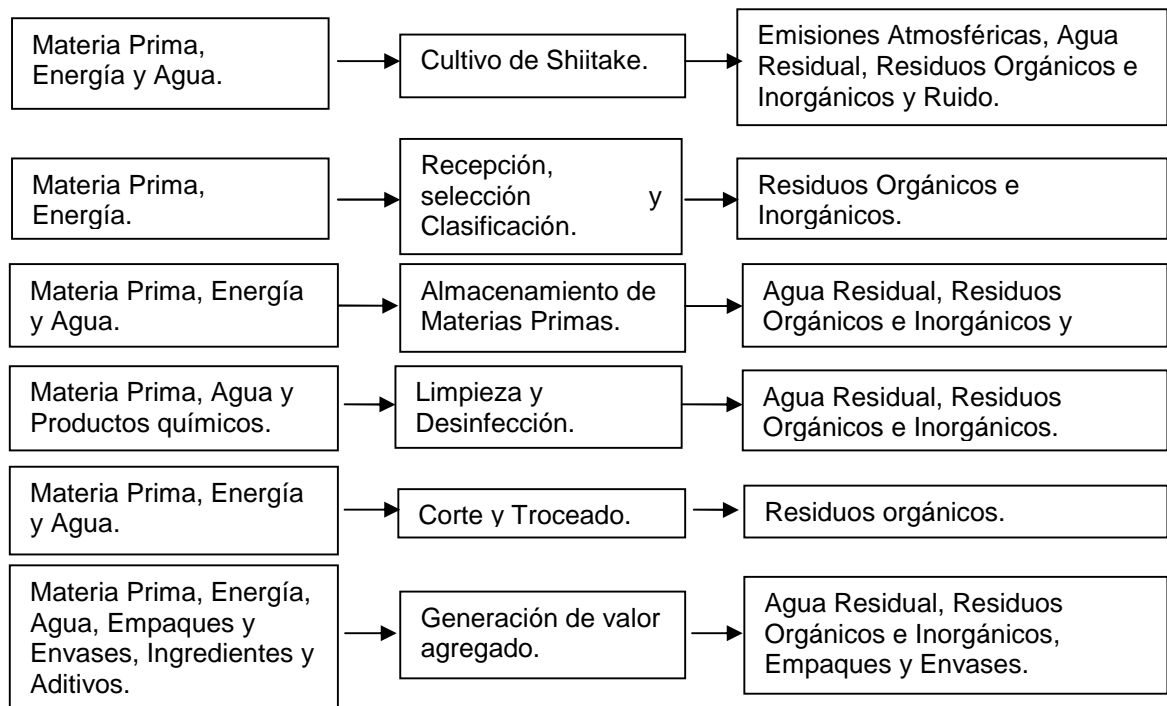 Materia Prima,
Energía y Agua.
Cultivo de Shiitake.
Emisiones Atmosféricas, Agua
Residual, Residuos Orgánicos e
Inorgánicos y Ruido.
Materia Prima,
Energía.
Recepción,
selección y
Clasificación.
Residuos Orgánicos e
Inorgánicos.
Materia Prima, Energía
y Agua.
Almacenamiento de
Materias Primas.
Agua Residual, Residuos
Orgánicos e Inorgánicos y
Materia Prima, Agua y
Productos químicos.
Limpieza y
Desinfección.
Agua Residual, Residuos
Orgánicos e Inorgánicos.
Materia Prima, Energía
y Agua.
Corte y Troceado.
Residuos orgánicos.
Materia Prima, Energía,
Agua, Empaques y
Envases, Ingredientes y
Aditivos.
Generación de valor
agregado.
Agua Residual, Residuos
Orgánicos e Inorgánicos,
Empaques y Envases.